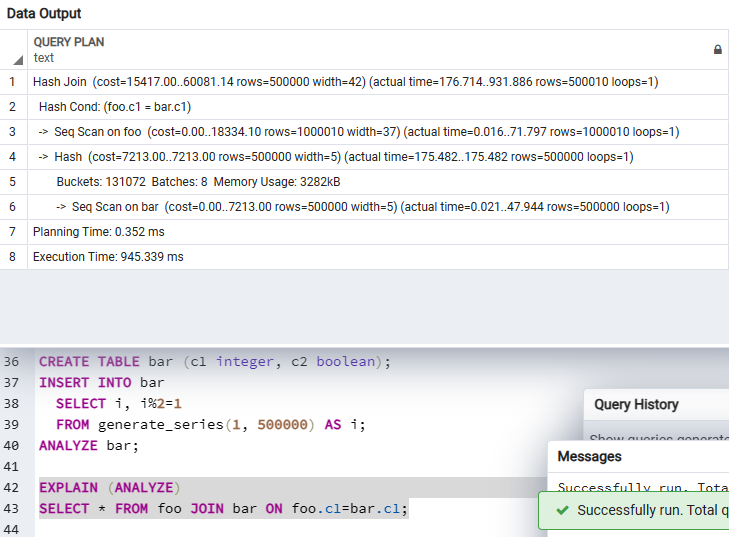 Data Output
QUERY PLAN
text
1 Hash Join (cost=15417.00..60081.14 rows=500000 width=42) (actual time=176.714..931.886 rows=500010 loops=1)
2 Hash Cond: (foo.c1 = bar.c1)
3 -> Seq Scan on foo (cost=0.00..18334.10 rows=1000010 width=37) (actual time=0.016..71.797 rows=1000010 loops=1)
4 -> Hash (cost=7213.00..7213.00 rows=500000 width=5) (actual time=175.482..175.482 rows=500000 loops=1)
5 Buckets: 131072 Batches: 8 Memory Usage: 3282kB
6 -> Seq Scan on bar (cost=0.00..7213.00 rows=500000 width=5) (actual time=0.021..47.944 rows=500000 loops=1)
7 Planning Time: 0.352 ms
8 Execution Time: 945.339 ms
36 CREATE TABLE bar (c1 integer, c2 boolean);
37 INSERT INTO bar
38 SELECT i, i%2=1
39 FROM generate_series(1, 500000) AS i;
40 ANALYZE bar;
41
42 EXPLAIN (ANALYZE)
43 SELECT * FROM foo JOIN bar ON foo.c1=bar.c1;
44
Query History
Show queries generate
Messages
Successfully run. Tota
Successfully run. Total q